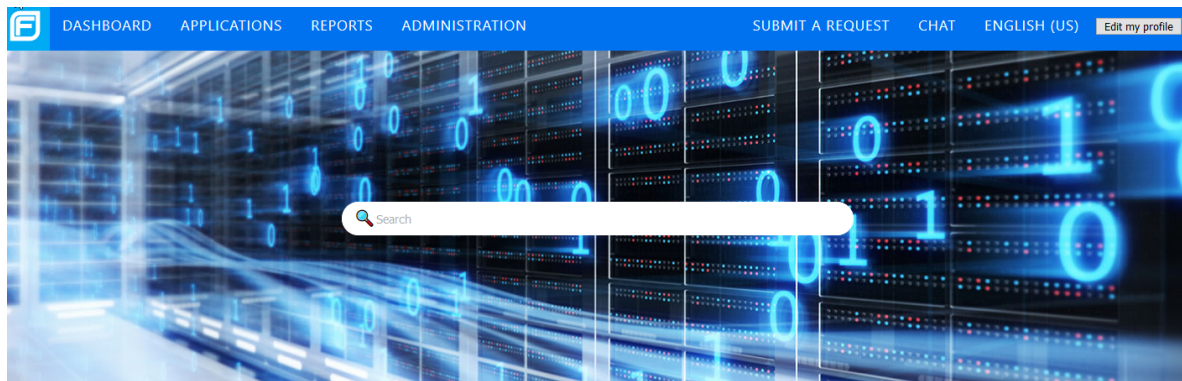 DASHBOARD APPLICATIONS REPORTS ADMINISTRATION SUBMIT A REQUEST CHAT ENGLISH (US) Edit my profile
Search